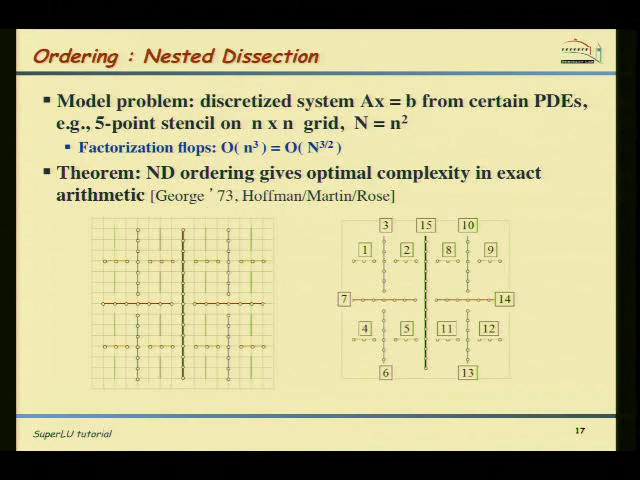 Ordering : Nested Dissection
▪ Model problem: discretized system Ax = b from certain PDEs,
e.g., 5-point stencil on n x n grid, N = n²
▪ Factorization flops: O( n³ ) = O( N³/² )
▪ Theorem: ND ordering gives optimal complexity in exact
arithmetic [George '73, Hoffman/Martin/Rose]
3 15 10
1 2 8 9
7 14
4 5 11 12
6 13
SuperLU tutorial
17